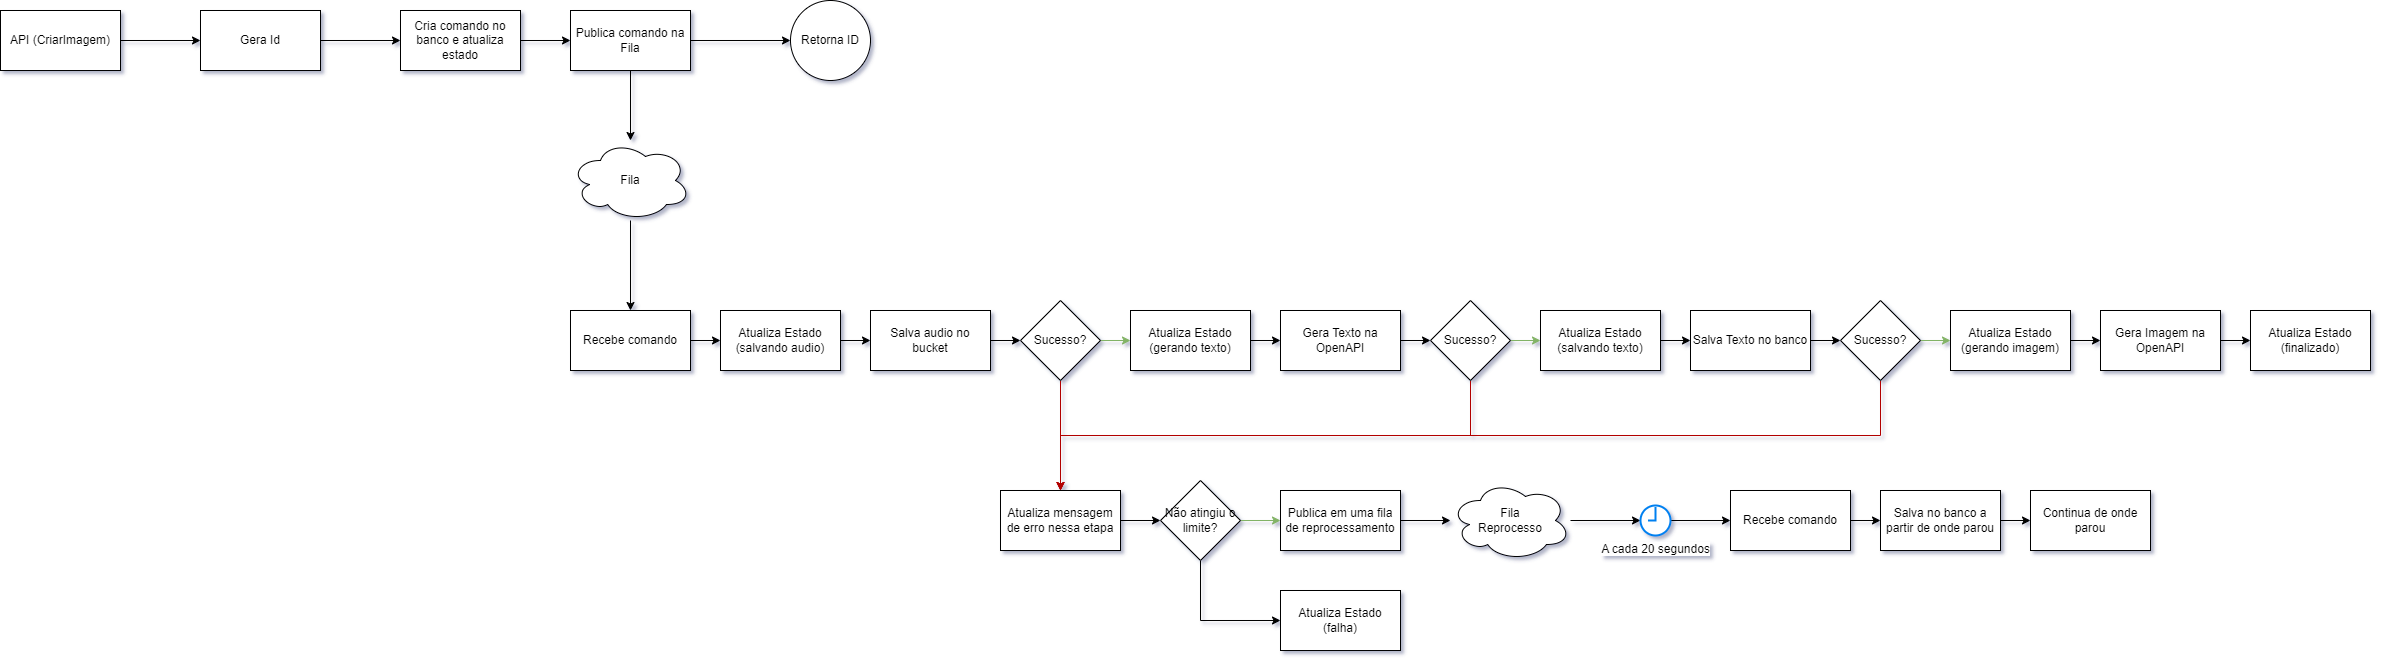 API (CriarImagem)
Gera Id
Cria comando no
banco e atualiza
estado
Publica comando na
Fila
Retorna ID
Fila
Recebe comando
Atualiza Estado
(salvando audio)
Salva audio no
bucket
Sucesso?
Atualiza Estado
(gerando texto)
Gera Texto na
OpenAPI
Sucesso?
Atualiza Estado
(salvando texto)
Salva Texto no banco
Sucesso?
Atualiza Estado
(gerando imagem)
Gera Imagem na
OpenAPI
Atualiza Estado
(finalizado)
Atualiza mensagem
de erro nessa etapa
Não atingiu o
limite?
Publica em uma fila
de reprocessamento
Fila
Reprocesso
A cada 20 segundos
Recebe comando
Salva no banco a
partir de onde parou
Continua de onde
parou
Atualiza Estado
(falha)